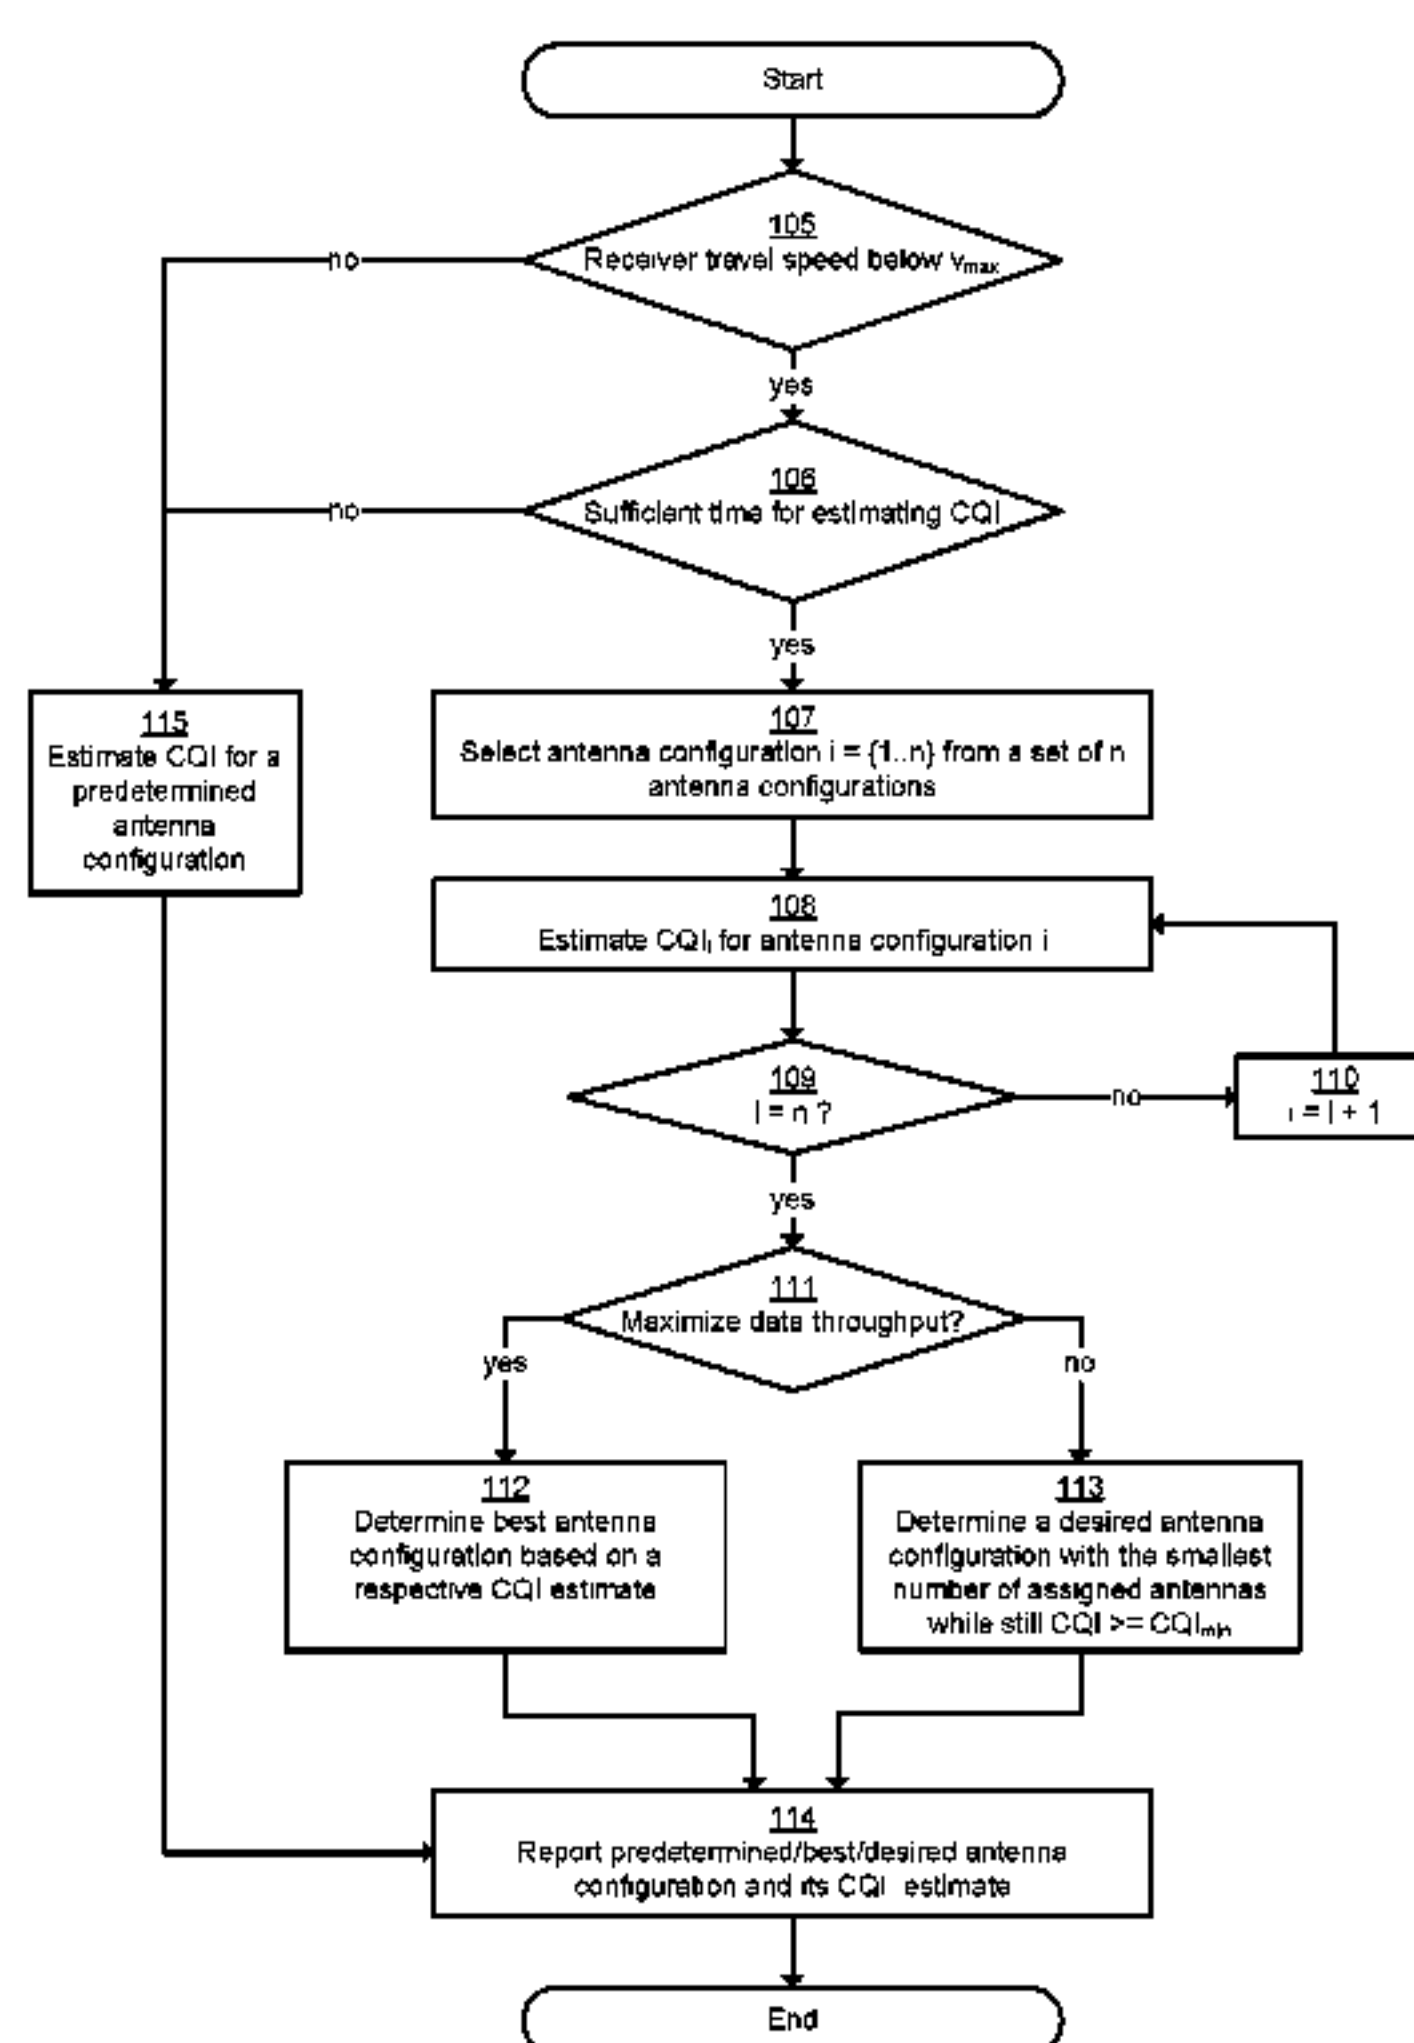 Start
105
Receiver travel speed below vmax
no
yes
106
Sufficient time for estimating CQI
no
yes
115
Estimate CQI for a
predetermined
antenna
configuration
107
Select antenna configuration i = {1..n} from a set of n
antenna configurations
108
Estimate CQIi for antenna configuration i
109
i = n ?
no
110
i = i + 1
yes
111
Maximize data throughput?
yes
no
112
Determine best antenna
configuration based on a
respective CQI estimate
113
Determine a desired antenna
configuration with the smallest
number of assigned antennas
while still CQI >= CQImin
114
Report predetermined/best/desired antenna
configuration and its CQI estimate
End